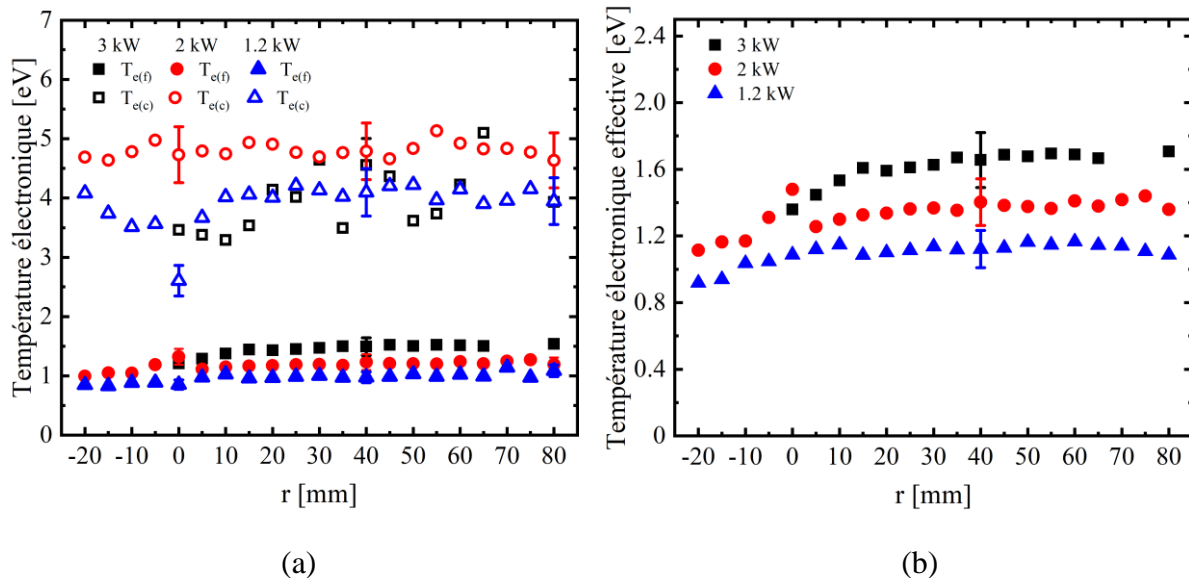 7
6
5
4
3
2
1
0
Température électronique [eV]
3 kW 2 kW 1.2 kW
Te(f) Te(f) Te(f)
Te(c) Te(c) Te(c)
-20 -10 0 10 20 30 40 50 60 70 80
r [mm]
(a)
2.4
2.0
1.6
1.2
0.8
0.4
0
Température électronique effective [eV]
3 kW
2 kW
1.2 kW
-20 -10 0 10 20 30 40 50 60 70 80
r [mm]
(b)